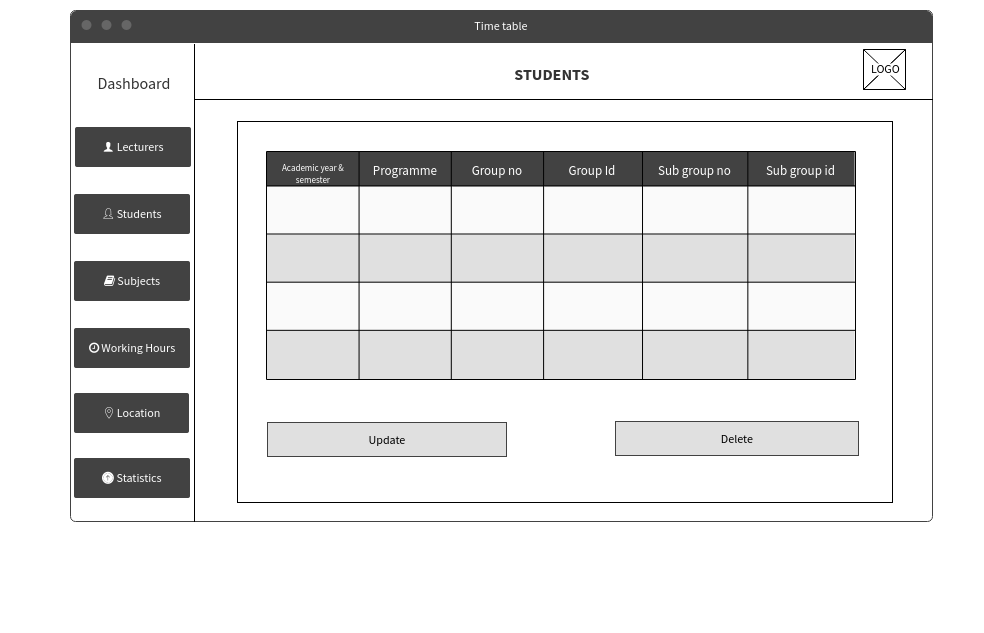 Time table
Dashboard
STUDENTS
LOGO
Lecturers
Students
Subjects
Working Hours
Location
Statistics
Academic year &
semester
Programme
Group no
Group Id
Sub group no
Sub group id
Update
Delete